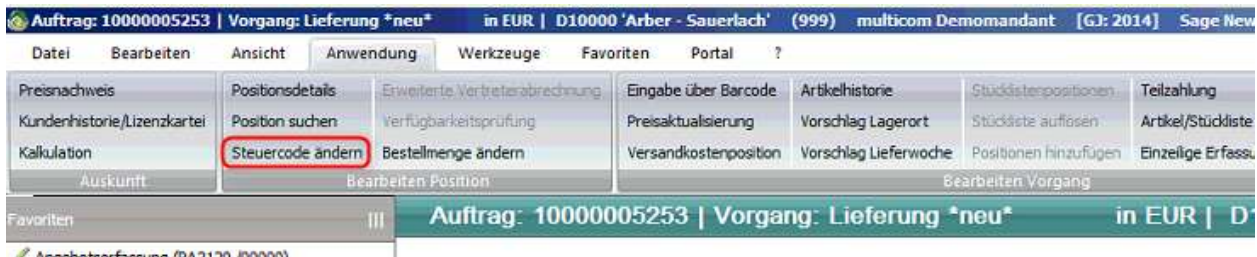 Auftrag: 10000005253 | Vorgang: Lieferung *neu* in EUR | D10000 'Arber - Sauerlach' (999) multicom Demomandant [GJ: 2014] Sage New
Datei Bearbeiten Ansicht Anwendung Werkzeuge Favoriten Portal ?
Preisnachweis Positionsdetails Erweiterte Vertreterabrechnung Eingabe über Barcode Artikelhistorie Stücklistenpositionen Teilzahlung
Kundenhistorie/Lizenzkartei Position suchen Verfügbarkeitsprüfung Preisaktualisierung Vorschlag Lagerort Stückliste auflösen Artikel/Stückliste
Kalkulation Steuercode ändern Bestellmenge ändern Versandkostenposition Vorschlag Lieferwoche Positionen hinzufügen Einzeilige Erfassu
Auskunft Bearbeiten Position Bearbeiten Vorgang
Favoriten Auftrag: 10000005253 | Vorgang: Lieferung *neu* in EUR | D1